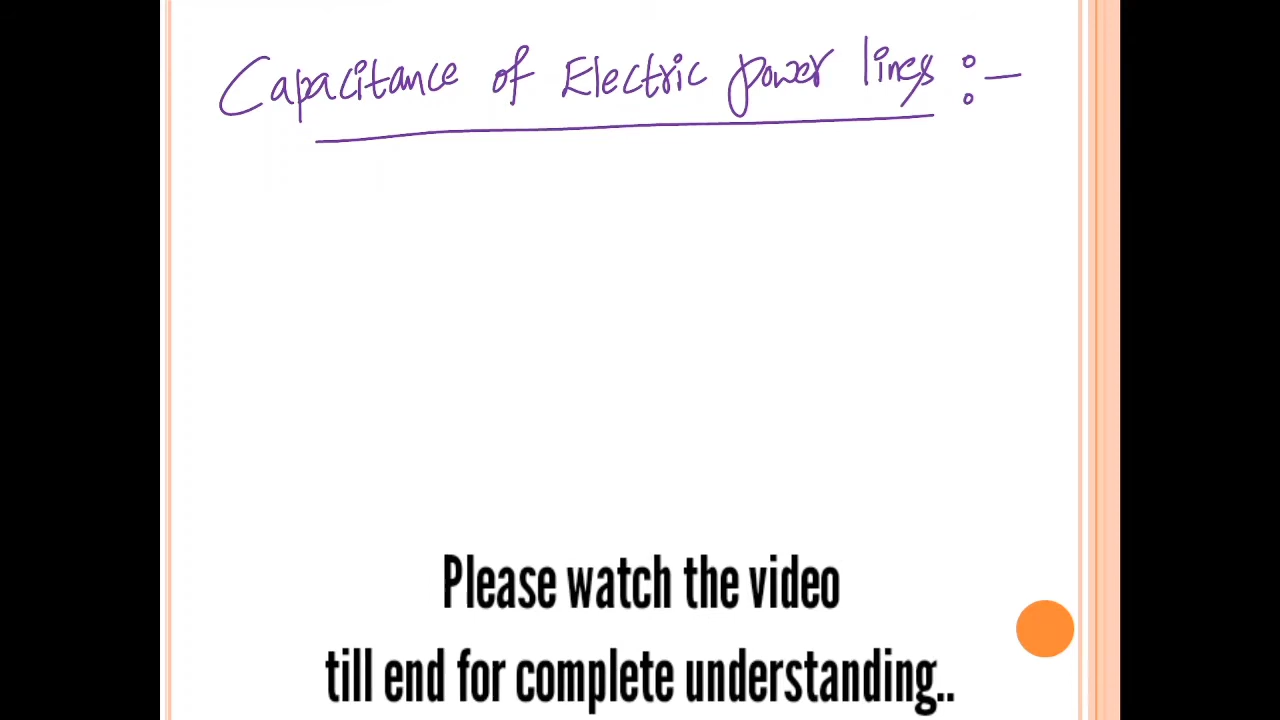 Capacitance of Electric power lines :-
Please watch the video
till end for complete understanding..